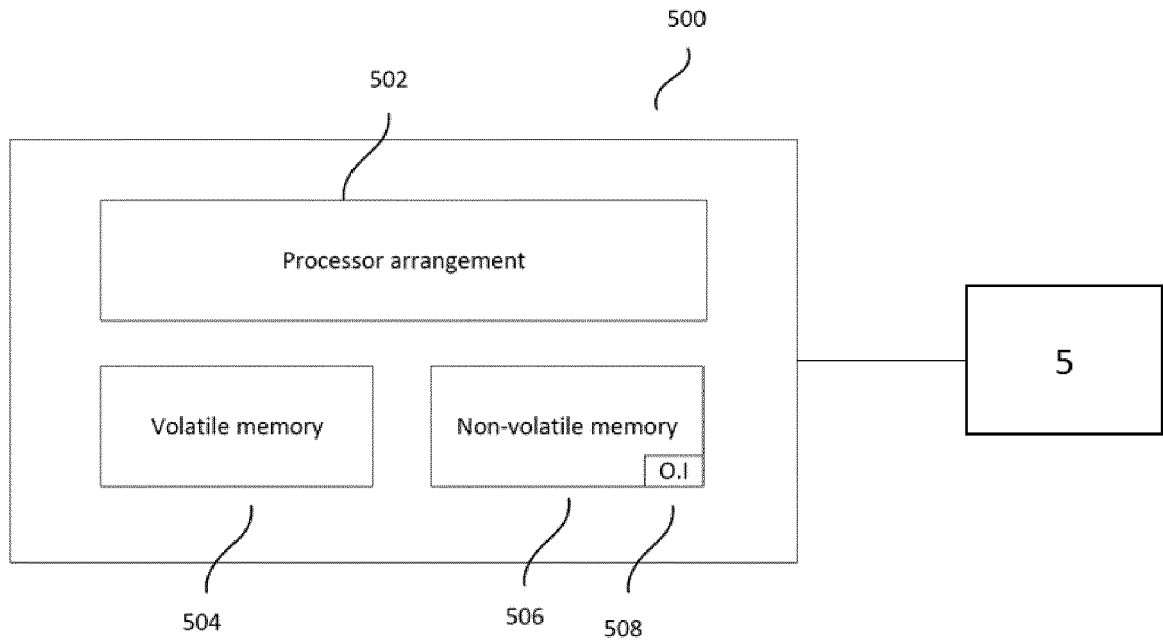 500
502
Processor arrangement
5
Volatile memory
Non-volatile memory
O.I
504
506
508